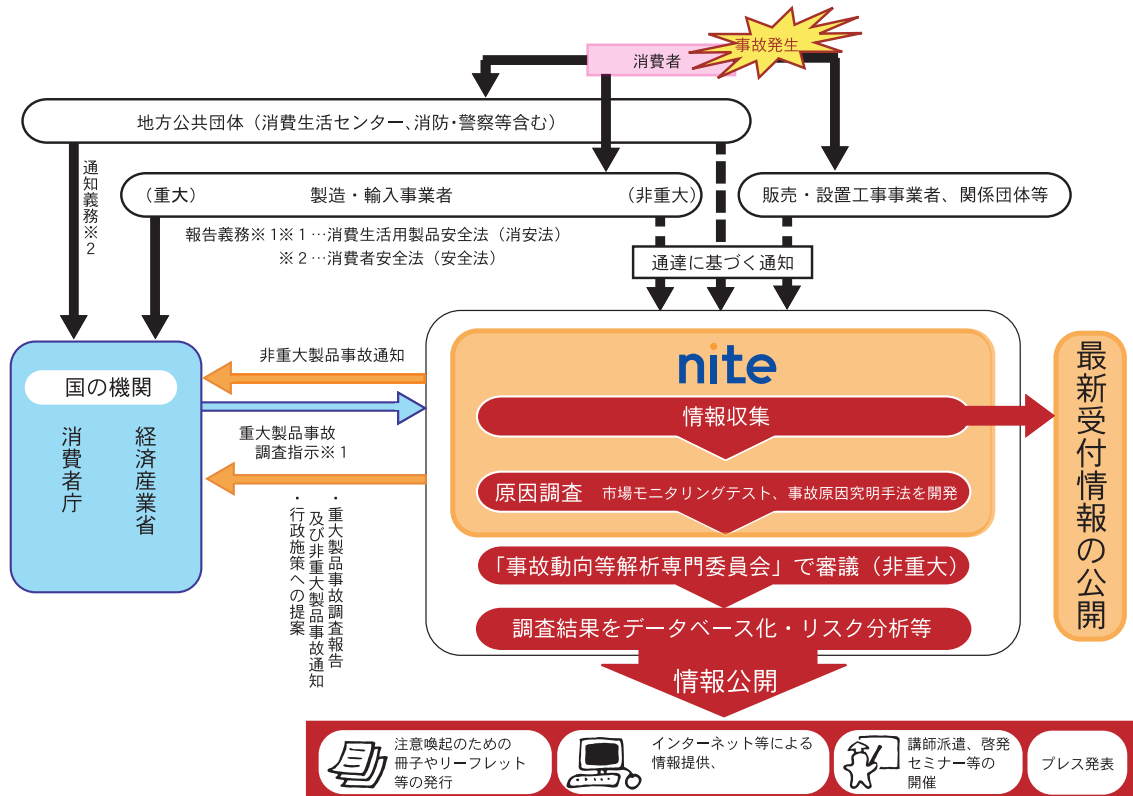 事故発生
消費者
地方公共団体（消費生活センター、消防・警察等含む）
通知義務※2
（重大）　製造・輸入事業者　（非重大）
販売・設置工事事業者、関係団体等
報告義務※1※1…消費生活用製品安全法（消安法）
※2…消費者安全法（安全法）
通達に基づく通知
国の機関
経済産業省
消費者庁
非重大製品事故通知
重大製品事故
調査指示※1
・重大製品事故調査報告
及び非重大製品事故通知
・行政施策への提案
nite
情報収集
原因調査　市場モニタリングテスト、事故原因究明手法を開発
「事故動向等解析専門委員会」で審議（非重大）
調査結果をデータベース化・リスク分析等
最新受付情報の公開
情報公開
注意喚起のための
冊子やリーフレット
等の発行
インターネット等による
情報提供、
講師派遣、啓発
セミナー等の
開催
プレス発表